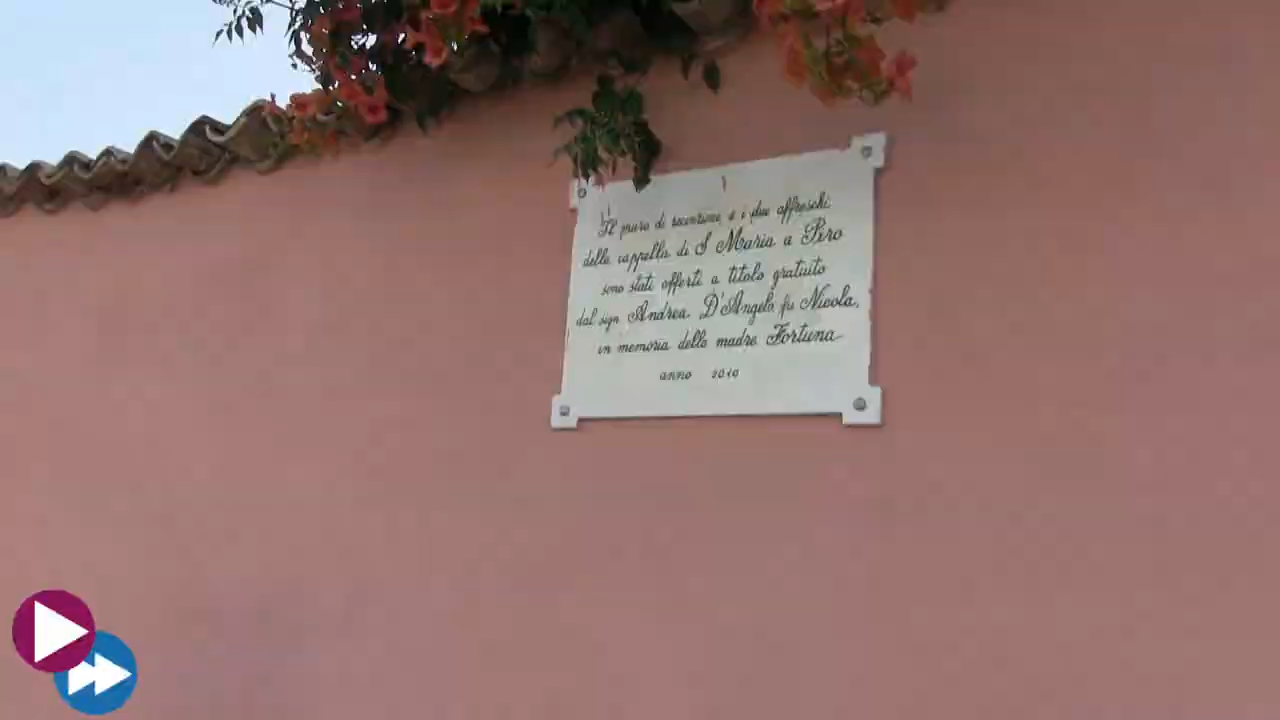 Il muro di recenzione e i due affreschi
della cappella di S Maria a Piro
sono stati offerti a titolo gratuito
dal sign Andrea D'Angelo fu Nicola,
in memoria della madre Fortuna
anno 2010